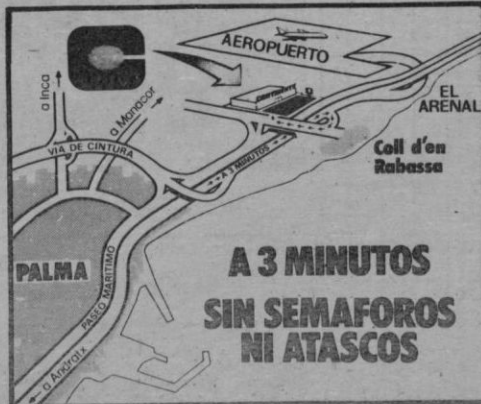 AEROPUERTO
a Inca
a Manacor
EL
ARENAL
VIA DE CINTURA
Coll d'en
Rabassa
A 3 MINUTOS
PALMA
PASEO MARITIMO
A 3 MINUTOS
SIN SEMAFOROS
NI ATASCOS
a Andratx